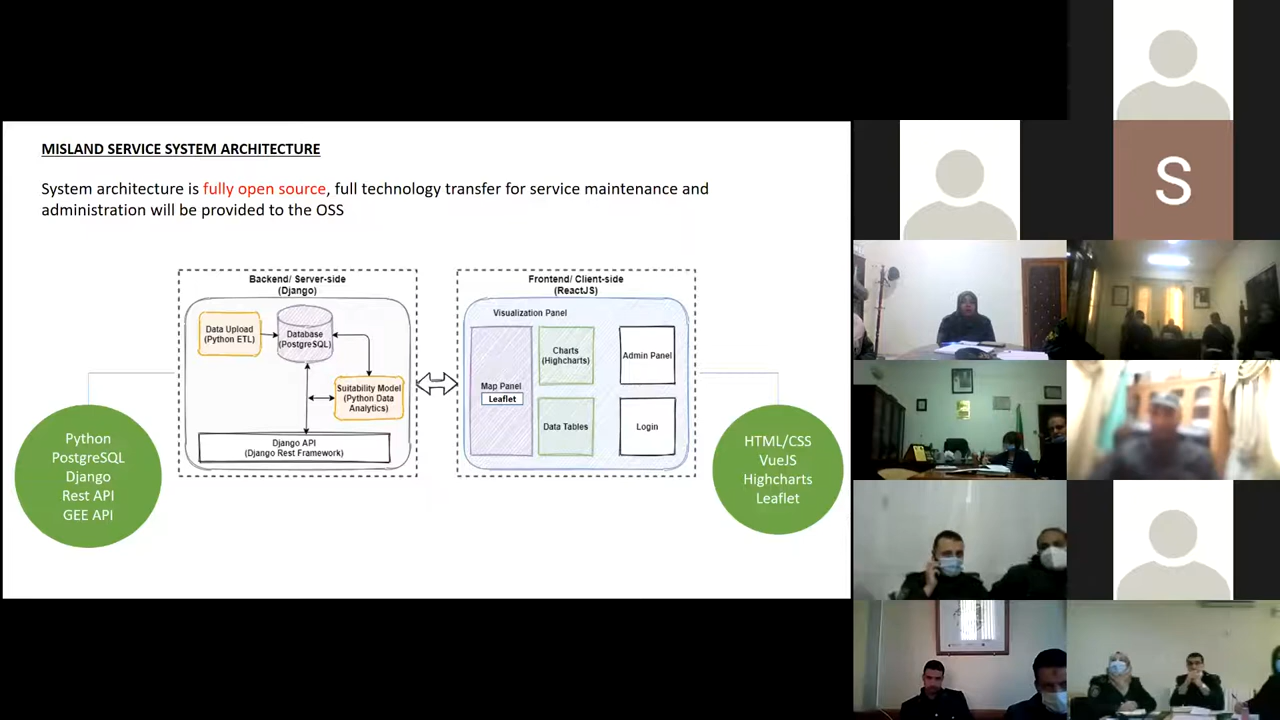 MISLAND SERVICE SYSTEM ARCHITECTURE
System architecture is fully open source, full technology transfer for service maintenance and
administration will be provided to the OSS
Backend/ Server-side
(Django)
Data Upload
(Python ETL)
Database
(PostgreSQL)
Suitability Model
(Python Data
Analytics)
Django API
(Django Rest Framework)
Frontend/ Client-side
(ReactJS)
Visualization Panel
Map Panel
Leaflet
Charts
(Highcharts)
Data Tables
Admin Panel
Login
Python
PostgreSQL
Django
Rest API
GEE API
HTML/CSS
VueJS
Highcharts
Leaflet
S